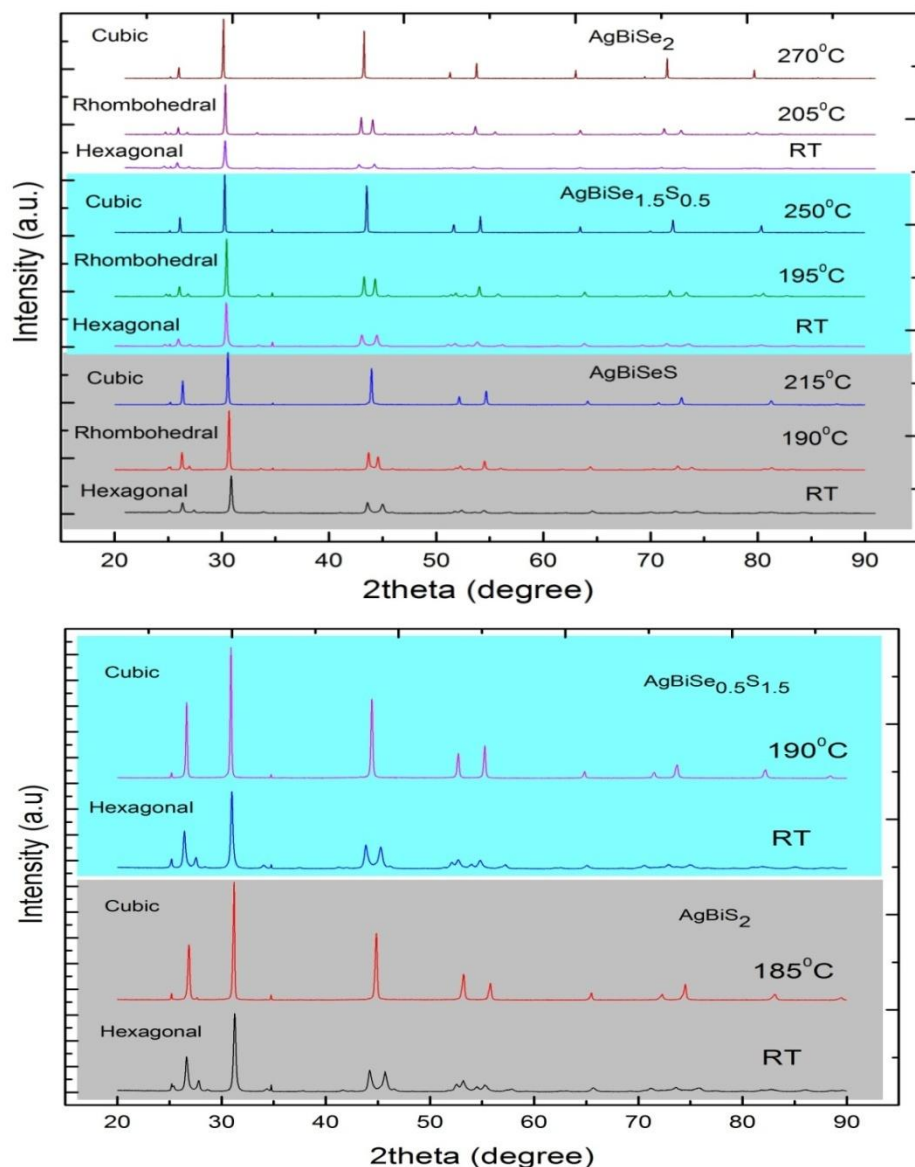 Cubic AgBiSe2 270°C
Rhombohedral 205°C
Hexagonal RT
Cubic AgBiSe1.5S0.5 250°C
Rhombohedral 195°C
Hexagonal RT
Cubic AgBiSeS 215°C
Rhombohedral 190°C
Hexagonal RT
Intensity (a.u.)
20 30 40 50 60 70 80 90
2theta (degree)
Cubic AgBiSe0.5S1.5
190°C
Hexagonal RT
Cubic AgBiS2
185°C
Hexagonal RT
Intensity (a.u)
20 30 40 50 60 70 80 90
2theta (degree)